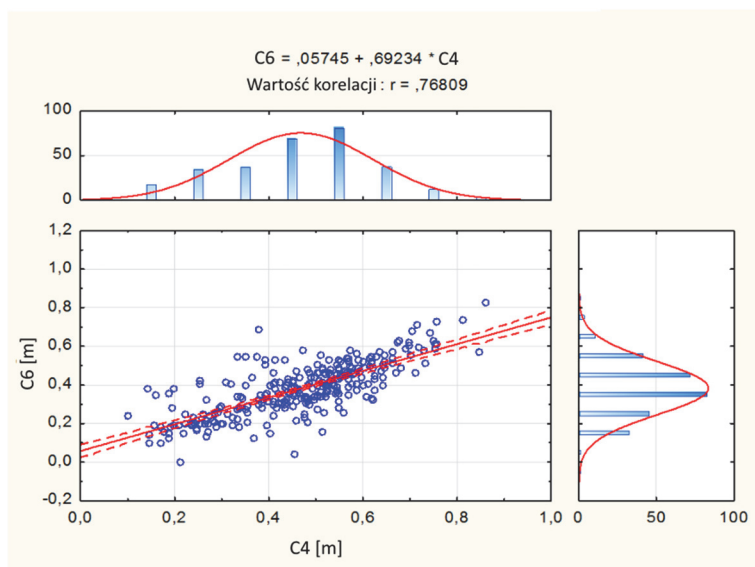 C6 = ,05745 + ,69234 * C4
Wartość korelacji : r = ,76809
100
50
0
1,2
1,0
0,8
0,6
0,4
0,2
0,0
-0,2
C6 [m]
0,0 0,2 0,4 0,6 0,8 1,0
0 50 100
C4 [m]